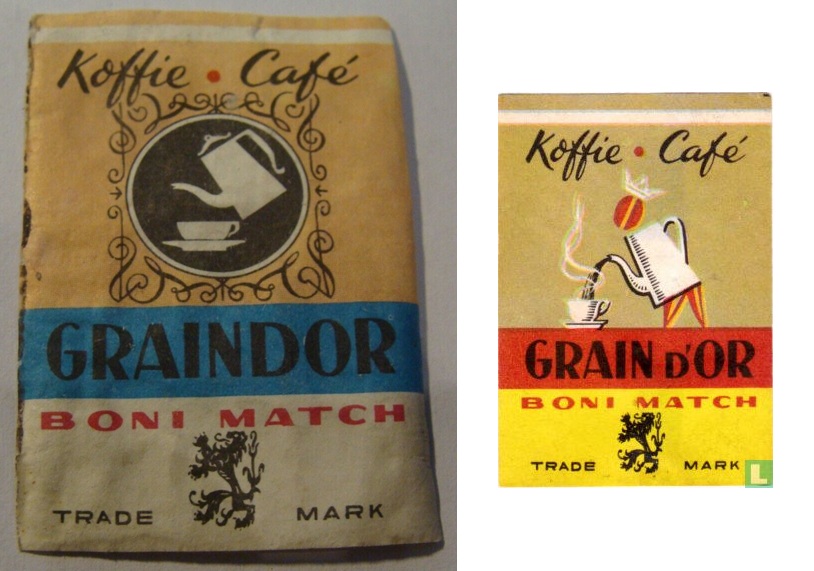 Koffie • Café
GRAINDOR
BONI MATCH
TRADE MARK
Koffie • Café
GRAIN D'OR
BONI MATCH
TRADE MARK
L